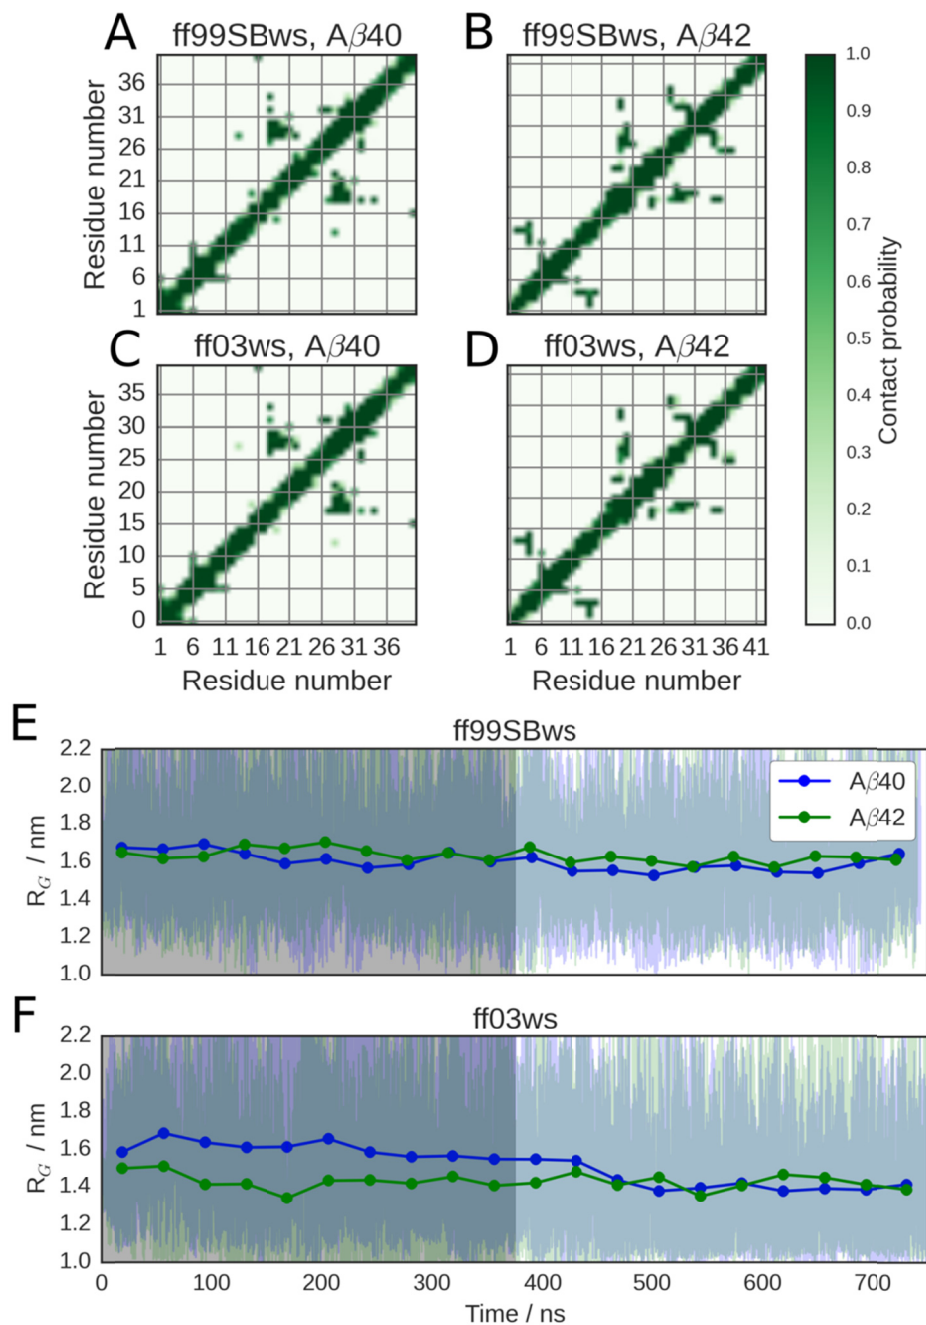 A
ff99SBws, Aβ40
B
ff99SBws, Aβ42
Residue number
36
31
26
21
16
11
6
1
1.0
0.9
0.8
0.7
0.6
0.5
0.4
0.3
0.2
0.1
0.0
Contact probability
C
ff03ws, Aβ40
D
ff03ws, Aβ42
Residue number
35
30
25
20
15
10
5
0
1 6 11 16 21 26 31 36
1 6 11 16 21 26 31 36 41
Residue number
Residue number
E
ff99SBws
R_G / nm
2.2
2.0
1.8
1.6
1.4
1.2
1.0
Aβ40
Aβ42
F
ff03ws
R_G / nm
2.2
2.0
1.8
1.6
1.4
1.2
1.0
0 100 200 300 400 500 600 700
Time / ns